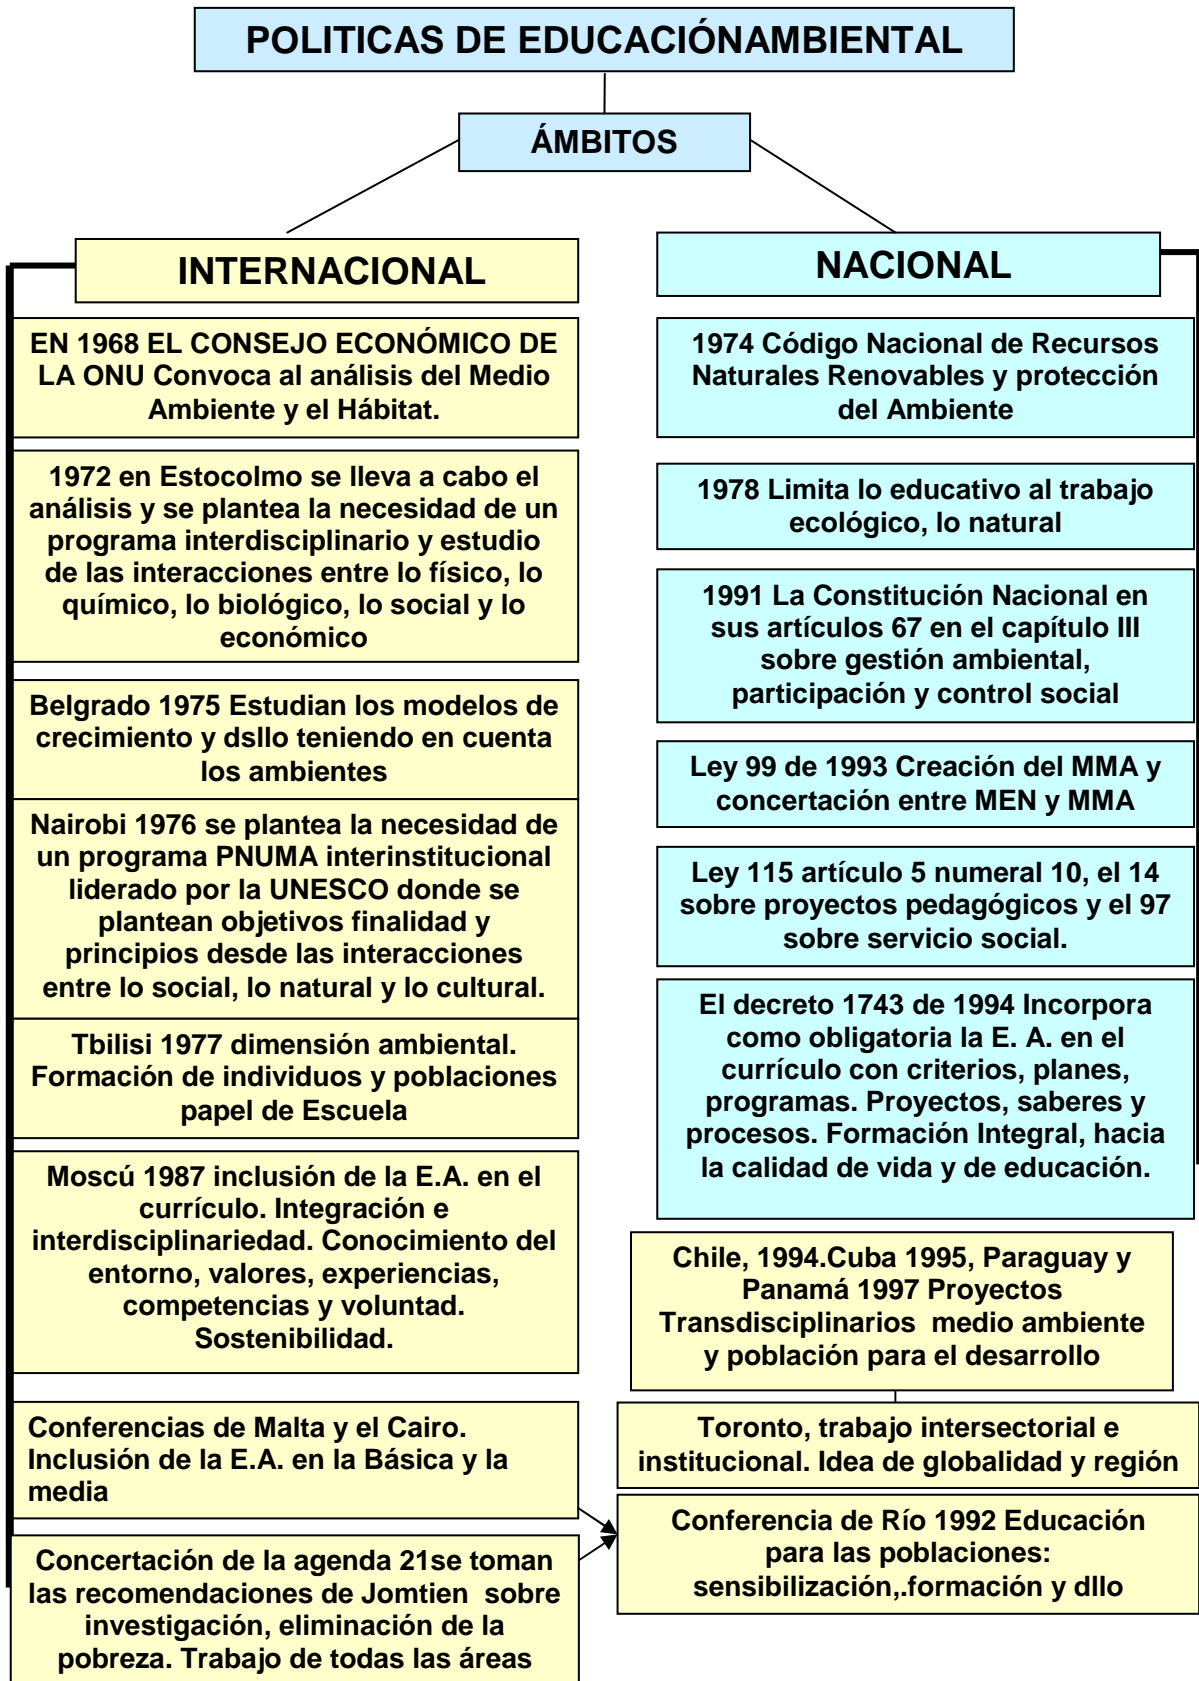 POLITICAS DE EDUCACIÓNAMBIENTAL
ÁMBITOS
INTERNACIONAL
EN 1968 EL CONSEJO ECONÓMICO DE
LA ONU Convoca al análisis del Medio
Ambiente y el Hábitat.
1972 en Estocolmo se lleva a cabo el
análisis y se plantea la necesidad de un
programa interdisciplinario y estudio
de las interacciones entre lo físico, lo
químico, lo biológico, lo social y lo
económico
Belgrado 1975 Estudian los modelos de
crecimiento y dsllo teniendo en cuenta
los ambientes
Nairobi 1976 se plantea la necesidad de
un programa PNUMA interinstitucional
liderado por la UNESCO donde se
plantean objetivos finalidad y
principios desde las interacciones
entre lo social, lo natural y lo cultural.
Tbilisi 1977 dimensión ambiental.
Formación de individuos y poblaciones
papel de Escuela
Moscú 1987 inclusión de la E.A. en el
currículo. Integración e
interdisciplinariedad. Conocimiento del
entorno, valores, experiencias,
competencias y voluntad.
Sostenibilidad.
Conferencias de Malta y el Cairo.
Inclusión de la E.A. en la Básica y la
media
Concertación de la agenda 21se toman
las recomendaciones de Jomtien sobre
investigación, eliminación de la
pobreza. Trabajo de todas las áreas
NACIONAL
1974 Código Nacional de Recursos
Naturales Renovables y protección
del Ambiente
1978 Limita lo educativo al trabajo
ecológico, lo natural
1991 La Constitución Nacional en
sus artículos 67 en el capítulo III
sobre gestión ambiental,
participación y control social
Ley 99 de 1993 Creación del MMA y
concertación entre MEN y MMA
Ley 115 artículo 5 numeral 10, el 14
sobre proyectos pedagógicos y el 97
sobre servicio social.
El decreto 1743 de 1994 Incorpora
como obligatoria la E. A. en el
currículo con criterios, planes,
programas. Proyectos, saberes y
procesos. Formación Integral, hacia
la calidad de vida y de educación.
Chile, 1994.Cuba 1995, Paraguay y
Panamá 1997 Proyectos
Transdisciplinarios medio ambiente
y población para el desarrollo
Toronto, trabajo intersectorial e
institucional. Idea de globalidad y región
Conferencia de Río 1992 Educación
para las poblaciones:
sensibilización,.formación y dllo